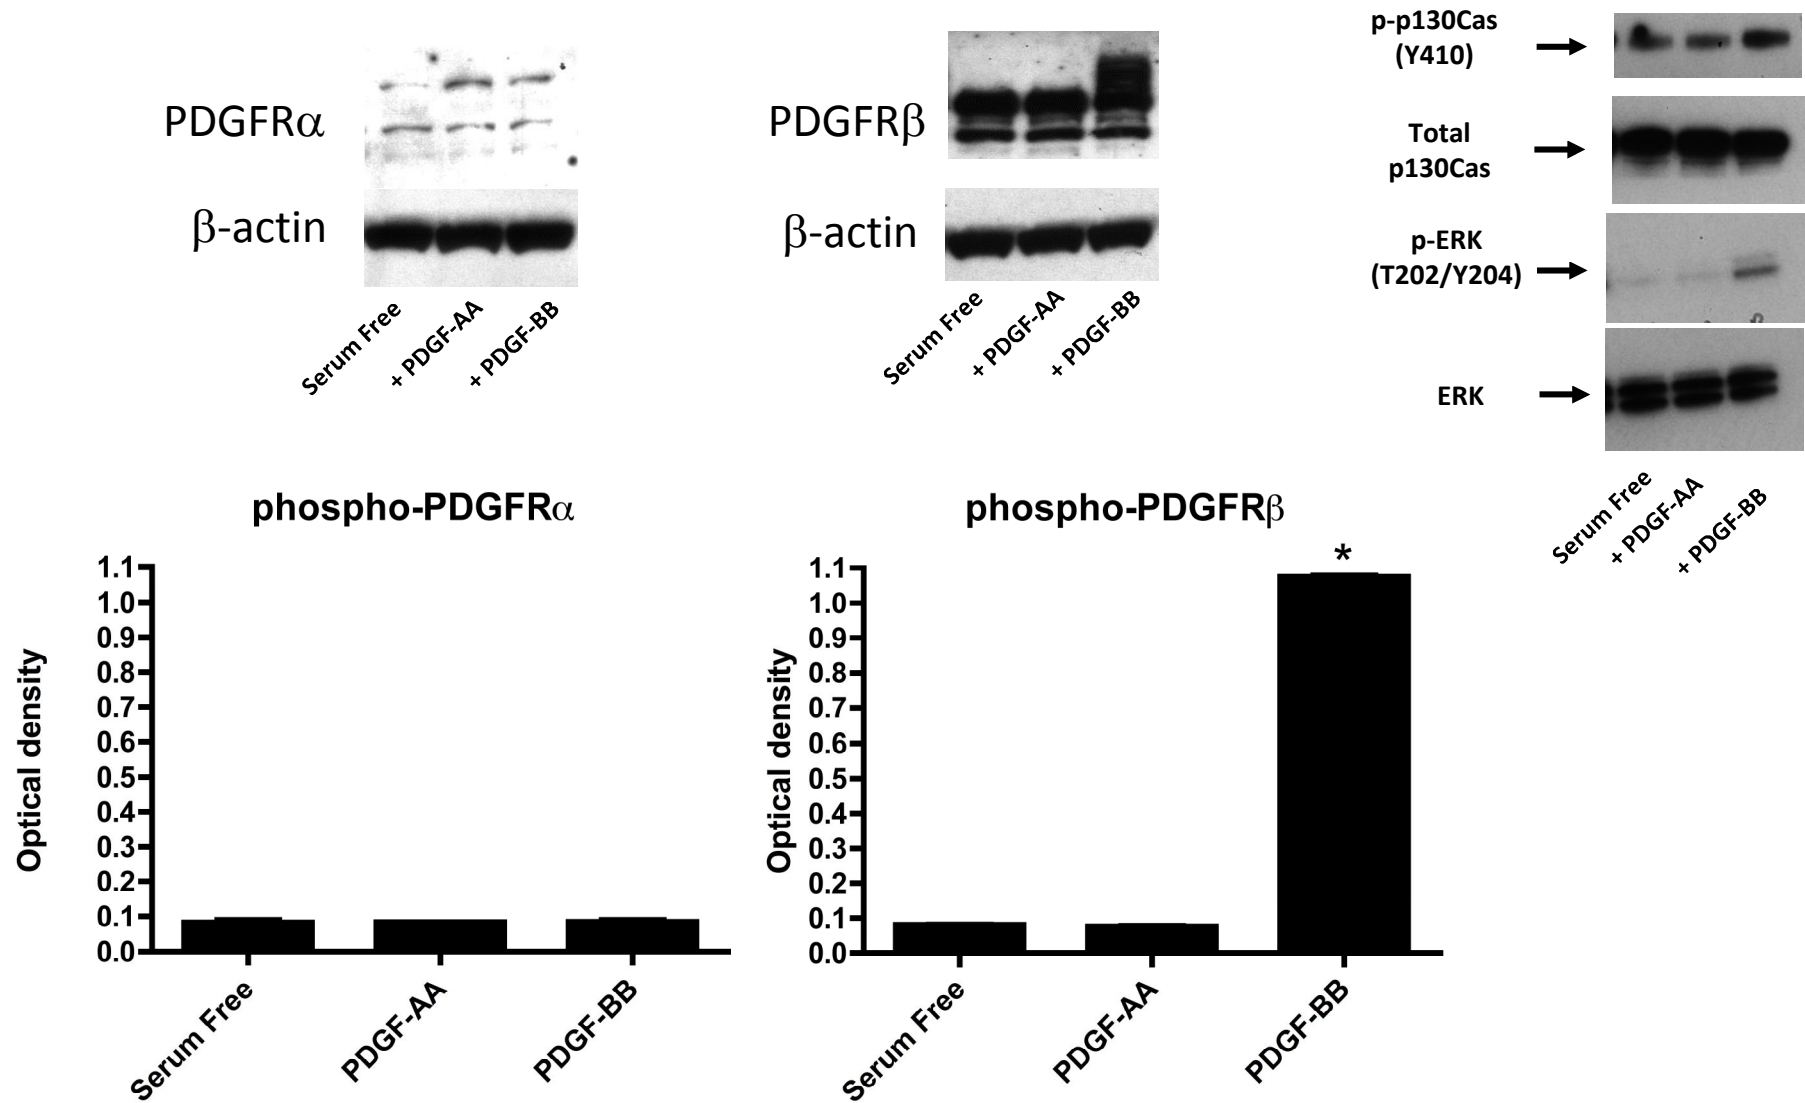 PDGFRα
β-actin
Serum Free
+ PDGF-AA
+ PDGF-BB
PDGFRβ
β-actin
Serum Free
+ PDGF-AA
+ PDGF-BB
p-p130Cas
(Y410)
Total
p130Cas
p-ERK
(T202/Y204)
ERK
Serum Free
+ PDGF-AA
+ PDGF-BB
phospho-PDGFRα
Optical density
1.1
1.0
0.9
0.8
0.7
0.6
0.5
0.4
0.3
0.2
0.1
0.0
Serum Free
PDGF-AA
PDGF-BB
phospho-PDGFRβ
*
Optical density
1.1
1.0
0.9
0.8
0.7
0.6
0.5
0.4
0.3
0.2
0.1
0.0
Serum Free
PDGF-AA
PDGF-BB